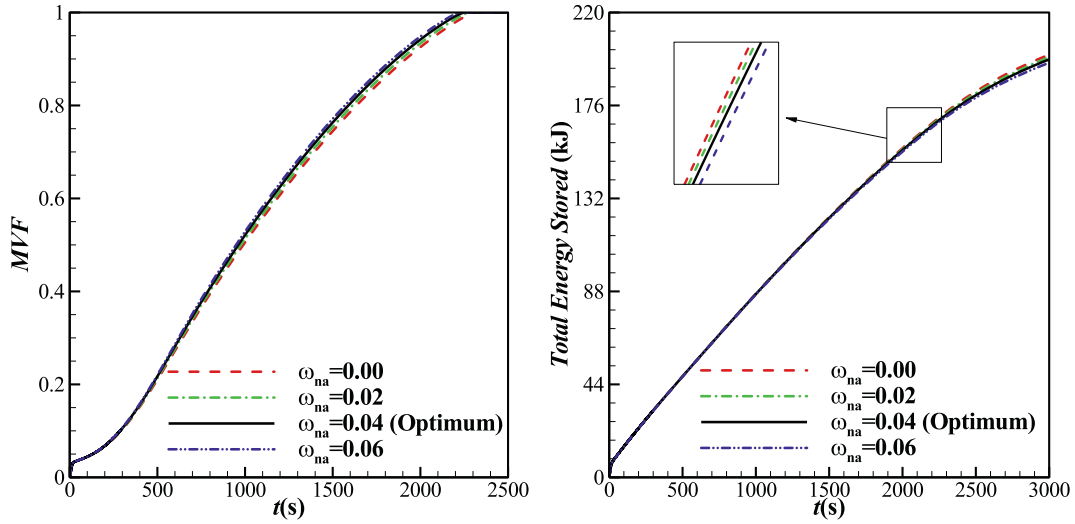 MVF
1
0.8
0.6
0.4
0.2
0
0
500
1000
1500
2000
2500
t(s)
ω_na=0.00
ω_na=0.02
ω_na=0.04 (Optimum)
ω_na=0.06
Total Energy Stored (kJ)
220
176
132
88
44
0
0
500
1000
1500
2000
2500
3000
t(s)
ω_na=0.00
ω_na=0.02
ω_na=0.04 (Optimum)
ω_na=0.06